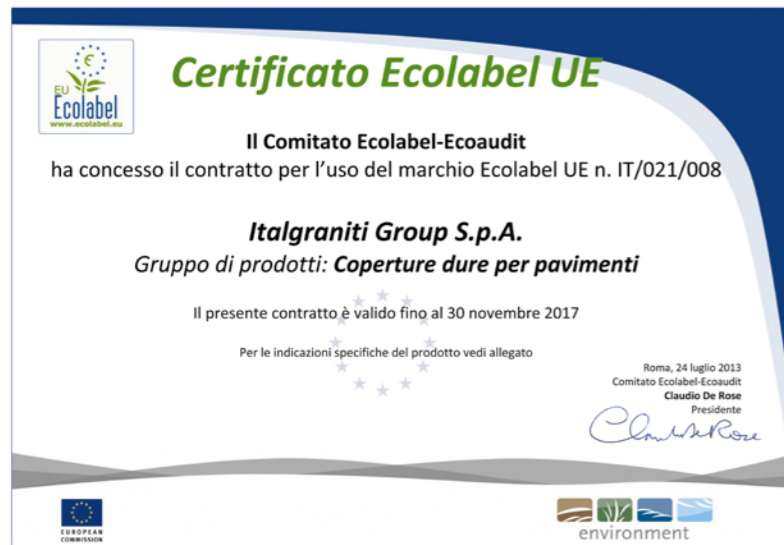 Certificato Ecolabel UE
EU
Ecolabel
www.ecolabel.eu
Il Comitato Ecolabel-Ecoaudit
ha concesso il contratto per l'uso del marchio Ecolabel UE n. IT/021/008
Italgraniti Group S.p.A.
Gruppo di prodotti: Coperture dure per pavimenti
Il presente contratto è valido fino al 30 novembre 2017
Per le indicazioni specifiche del prodotto vedi allegato
Roma, 24 luglio 2013
Comitato Ecolabel-Ecoaudit
Claudio De Rose
Presidente
Claudio De Rose
EUROPEAN
COMMISSION
environment